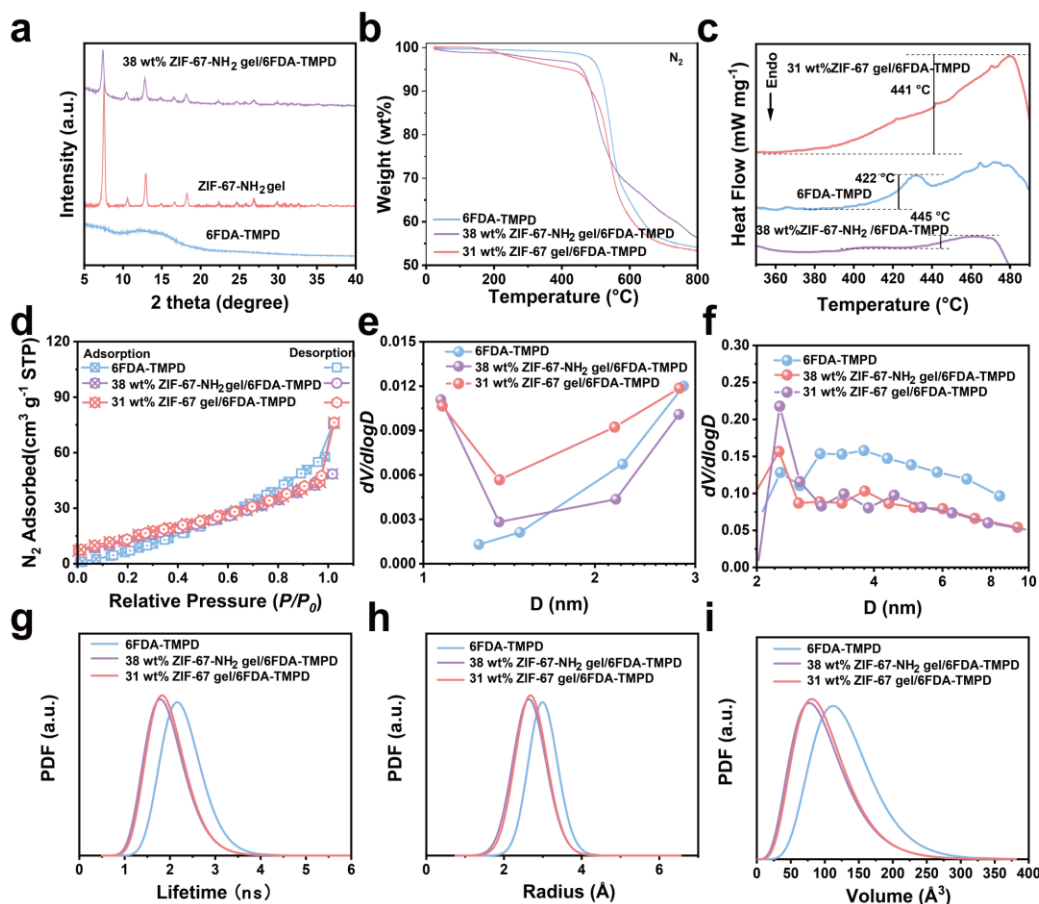 a
38 wt% ZIF-67-NH2 gel/6FDA-TMPD
ZIF-67-NH2 gel
6FDA-TMPD
Intensity (a.u.)
5 10 15 20 25 30 35 40
2 theta (degree)
b
N2
100
90
80
70
60
50
Weight (wt%)
6FDA-TMPD
38 wt% ZIF-67-NH2 gel/6FDA-TMPD
31 wt% ZIF-67 gel/6FDA-TMPD
0 200 400 600 800
Temperature (°C)
c
Endo
31 wt%ZIF-67 gel/6FDA-TMPD
441 °C
422 °C
6FDA-TMPD
445 °C
38 wt%ZIF-67-NH2 /6FDA-TMPD
Heat Flow (mW mg-1)
360 400 420 440 460 480
Temperature (°C)
d
120
90
60
30
0
Adsorption Desorption
6FDA-TMPD
38 wt% ZIF-67-NH2 gel/6FDA-TMPD
31 wt% ZIF-67 gel/6FDA-TMPD
N2 Adsorbed(cm3 g-1 STP)
0.0 0.2 0.4 0.6 0.8 1.0
Relative Pressure (P/P0)
e
0.015
0.012
0.009
0.006
0.003
0.000
6FDA-TMPD
38 wt% ZIF-67-NH2 gel/6FDA-TMPD
31 wt% ZIF-67 gel/6FDA-TMPD
dV/dlogD
1 2 3
D (nm)
f
0.30
0.25
0.20
0.15
0.10
0.05
0.00
6FDA-TMPD
38 wt% ZIF-67-NH2 gel/6FDA-TMPD
31 wt% ZIF-67 gel/6FDA-TMPD
dV/dlogD
2 4 6 8 10
D (nm)
g
6FDA-TMPD
38 wt% ZIF-67-NH2 gel/6FDA-TMPD
31 wt% ZIF-67 gel/6FDA-TMPD
PDF (a.u.)
0 1 2 3 4 5 6
Lifetime (ns)
h
6FDA-TMPD
38 wt% ZIF-67-NH2 gel/6FDA-TMPD
31 wt% ZIF-67 gel/6FDA-TMPD
PDF (a.u.)
0 2 4 6
Radius (Å)
i
6FDA-TMPD
38 wt% ZIF-67-NH2 gel/6FDA-TMPD
31 wt% ZIF-67 gel/6FDA-TMPD
PDF (a.u.)
0 50 100 150 200 250 300 350 400
Volume (Å3)